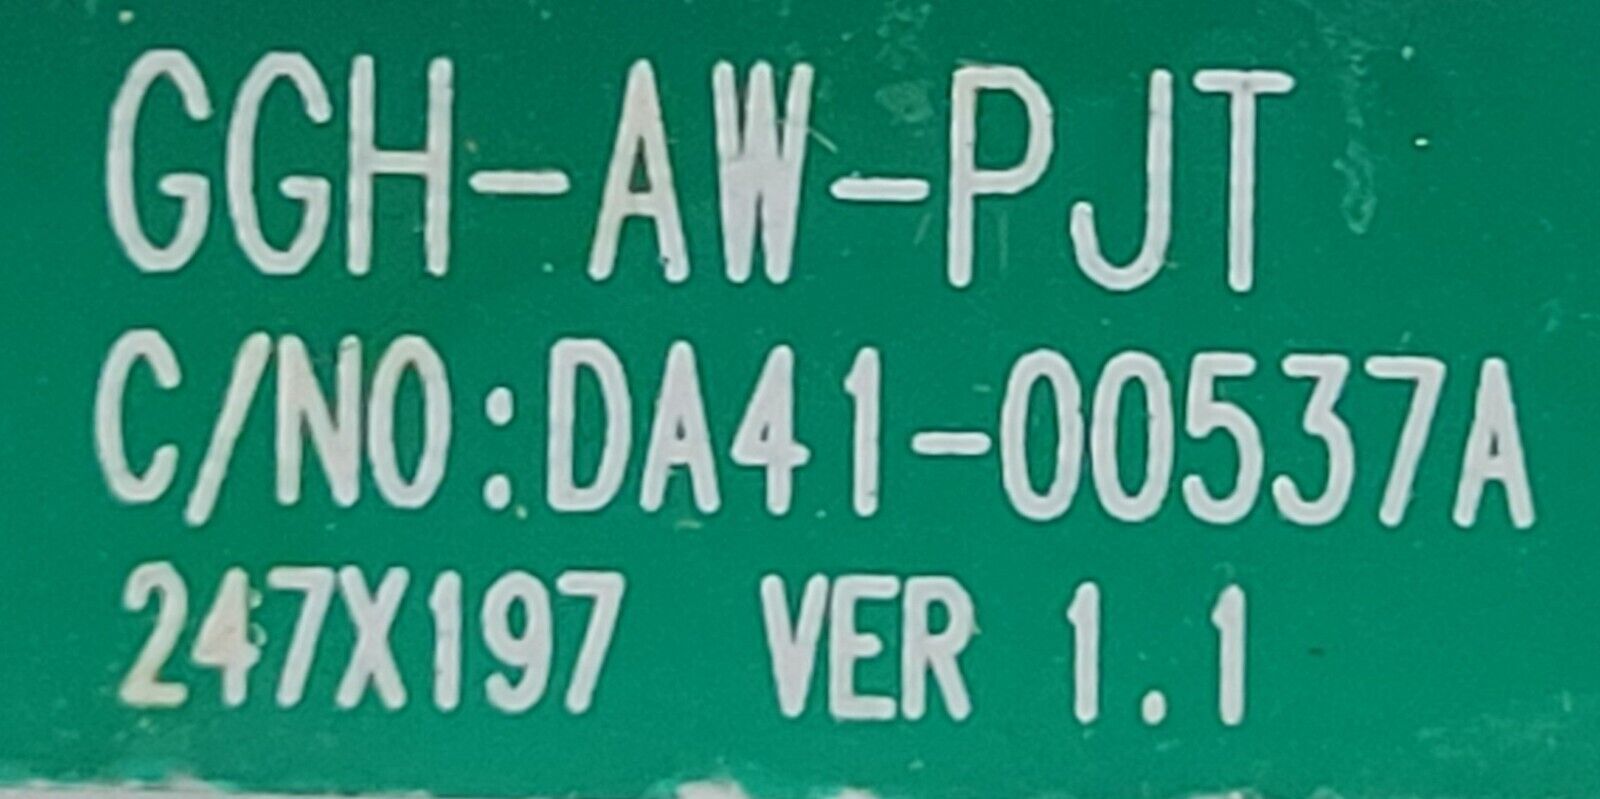 GGH-AW-PJT
C/NO:DA41-00537A
247X197 VER 1.1